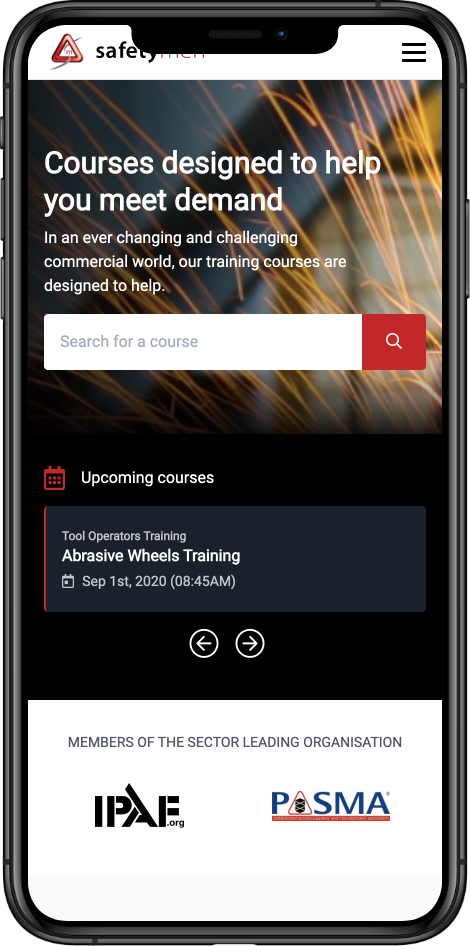 safetymen
Courses designed to help
you meet demand
In an ever changing and challenging
commercial world, our training courses are
designed to help.
Search for a course
Upcoming courses
Tool Operators Training
Abrasive Wheels Training
Sep 1st, 2020 (08:45AM)
MEMBERS OF THE SECTOR LEADING ORGANISATION
IPAF.org
PASMA